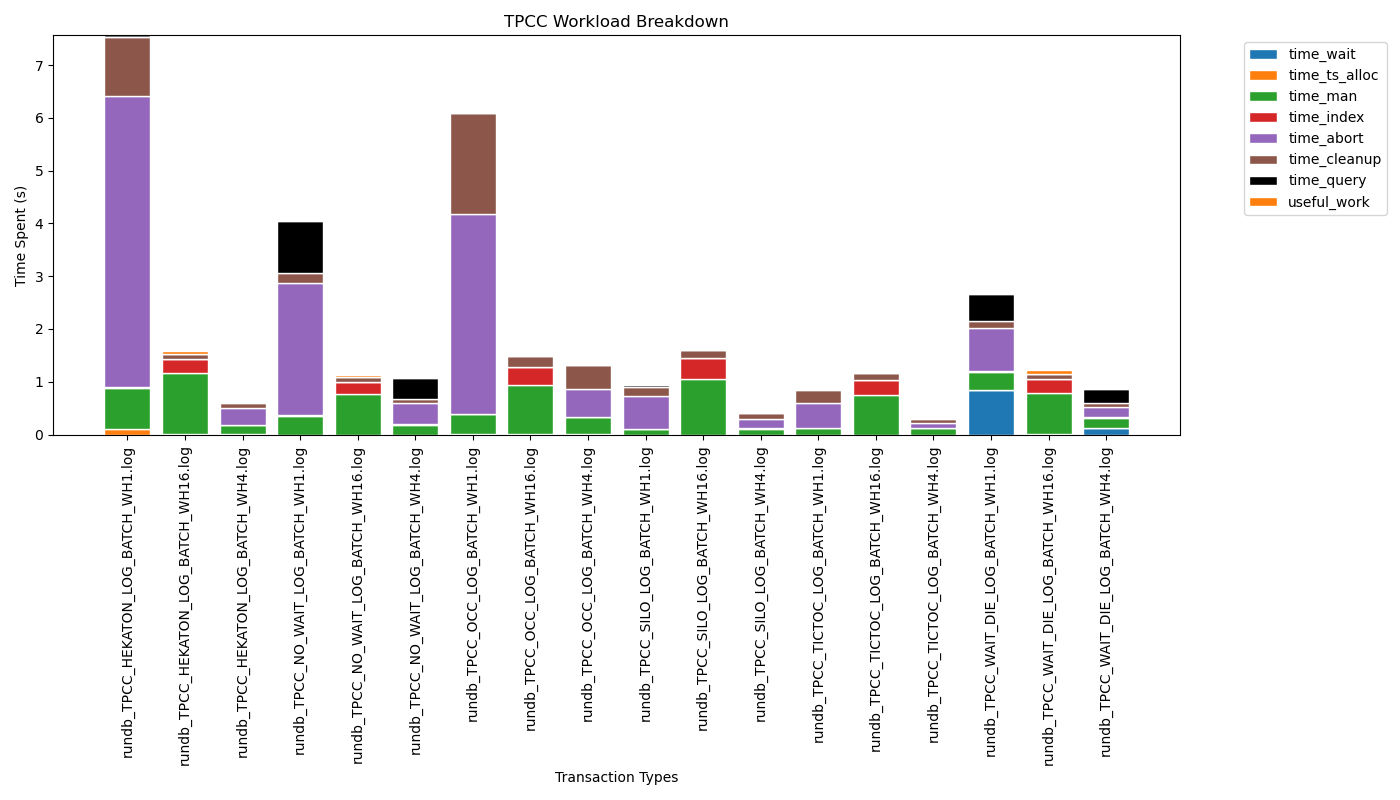 TPCC Workload Breakdown
Time Spent (s)
7
6
5
4
3
2
1
0
rundb_TPCC_HEKATON_LOG_BATCH_WH1.log
rundb_TPCC_HEKATON_LOG_BATCH_WH16.log
rundb_TPCC_HEKATON_LOG_BATCH_WH4.log
rundb_TPCC_NO_WAIT_LOG_BATCH_WH1.log
rundb_TPCC_NO_WAIT_LOG_BATCH_WH16.log
rundb_TPCC_NO_WAIT_LOG_BATCH_WH4.log
rundb_TPCC_OCC_LOG_BATCH_WH1.log
rundb_TPCC_OCC_LOG_BATCH_WH16.log
rundb_TPCC_OCC_LOG_BATCH_WH4.log
rundb_TPCC_SILO_LOG_BATCH_WH1.log
rundb_TPCC_SILO_LOG_BATCH_WH16.log
rundb_TPCC_SILO_LOG_BATCH_WH4.log
rundb_TPCC_TICTOC_LOG_BATCH_WH1.log
rundb_TPCC_TICTOC_LOG_BATCH_WH16.log
rundb_TPCC_TICTOC_LOG_BATCH_WH4.log
rundb_TPCC_WAIT_DIE_LOG_BATCH_WH1.log
rundb_TPCC_WAIT_DIE_LOG_BATCH_WH16.log
rundb_TPCC_WAIT_DIE_LOG_BATCH_WH4.log
Transaction Types
time_wait
time_ts_alloc
time_man
time_index
time_abort
time_cleanup
time_query
useful_work